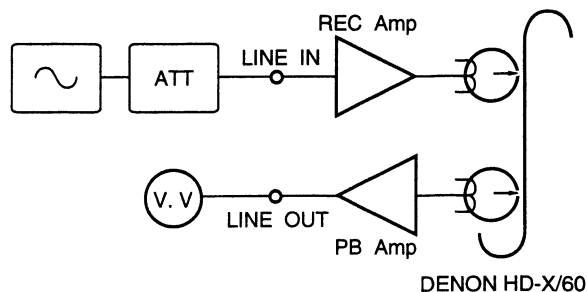 REC Amp
LINE IN
ATT
V. V
LINE OUT
PB Amp
DENON HD-X/60